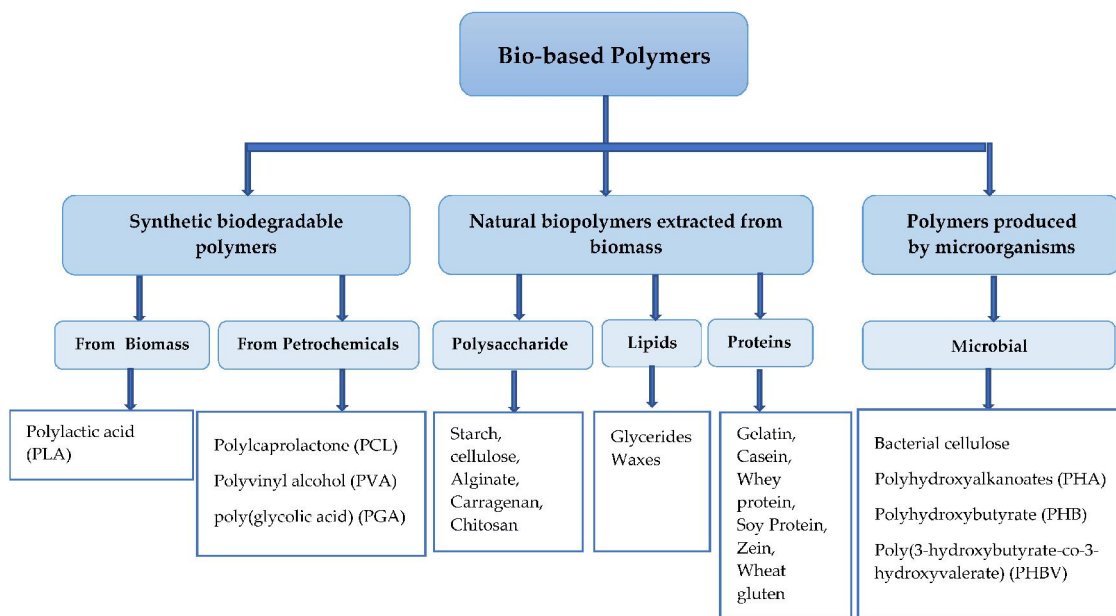 Bio-based Polymers
Synthetic biodegradable
polymers
Natural biopolymers extracted from
biomass
Polymers produced
by microorganisms
From Biomass
From Petrochemicals
Polysaccharide
Lipids
Proteins
Microbial
Polylactic acid
(PLA)
Polylcaprolactone (PCL)
Polyvinyl alcohol (PVA)
poly(glycolic acid) (PGA)
Starch,
cellulose,
Alginate,
Carragenan,
Chitosan
Glycerides
Waxes
Gelatin,
Casein,
Whey
protein,
Soy Protein,
Zein,
Wheat
gluten
Bacterial cellulose
Polyhydroxyalkanoates (PHA)
Polyhydroxybutyrate (PHB)
Poly(3-hydroxybutyrate-co-3-
hydroxyvalerate) (PHBV)